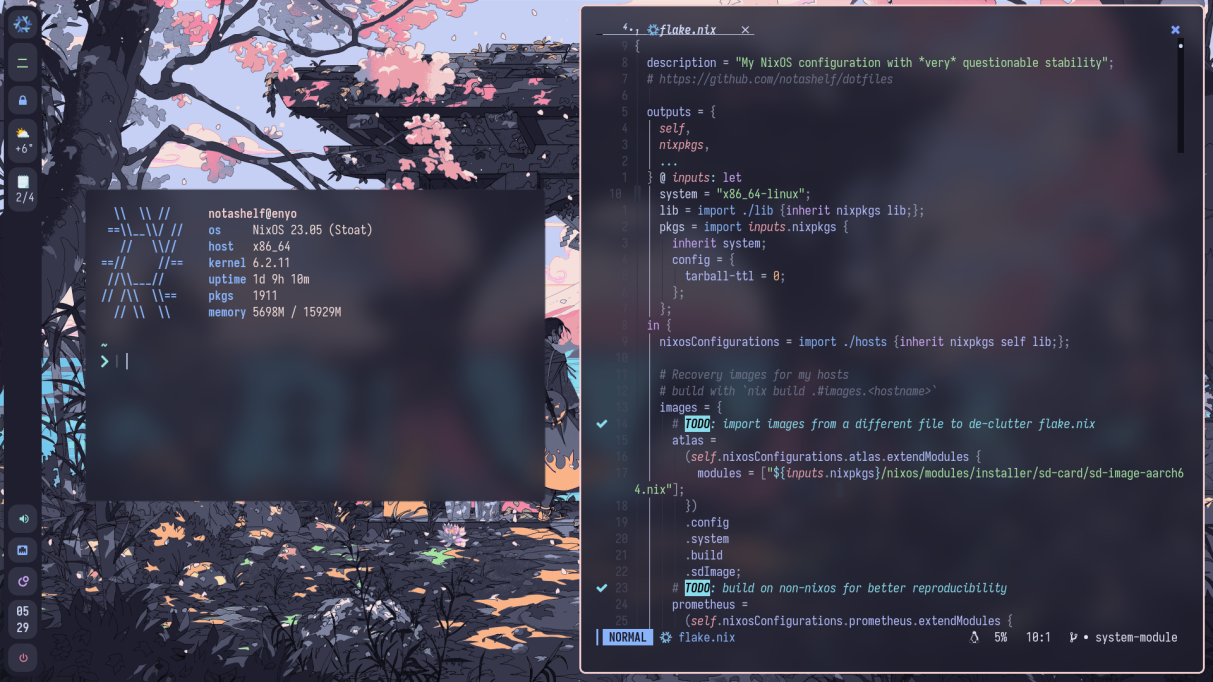 +6°
2/4
05
29
notashelf@enyo
os NixOS 23.05 (Stoat)
host x86_64
kernel 6.2.11
uptime 1d 9h 10m
pkgs 1911
memory 5698M / 15929M
~
❯
flake.nix ×
9 {
8 description = "My NixOS configuration with *very* questionable stability";
7 # https://github.com/notashelf/dotfiles
6
5 outputs = {
4 self,
3 nixpkgs,
2 ...
1 } @ inputs: let
10 system = "x86_64-linux";
1 lib = import ./lib {inherit nixpkgs lib;};
2 pkgs = import inputs.nixpkgs {
3 inherit system;
4 config = {
5 tarball-ttl = 0;
6 };
7 };
8 in {
9 nixosConfigurations = import ./hosts {inherit nixpkgs self lib;};
10
11 # Recovery images for my hosts
12 # build with `nix build .#images.<hostname>`
13 images = {
14 # TODO: import images from a different file to de-clutter flake.nix
15 atlas =
16 (self.nixosConfigurations.atlas.extendModules {
17 modules = ["${inputs.nixpkgs}/nixos/modules/installer/sd-card/sd-image-aarch6
4.nix"];
18 })
19 .config
20 .system
21 .build
22 .sdImage;
23 # TODO: build on non-nixos for better reproducibility
24 prometheus =
25 (self.nixosConfigurations.prometheus.extendModules {
NORMAL flake.nix 5% 10:1 • system-module